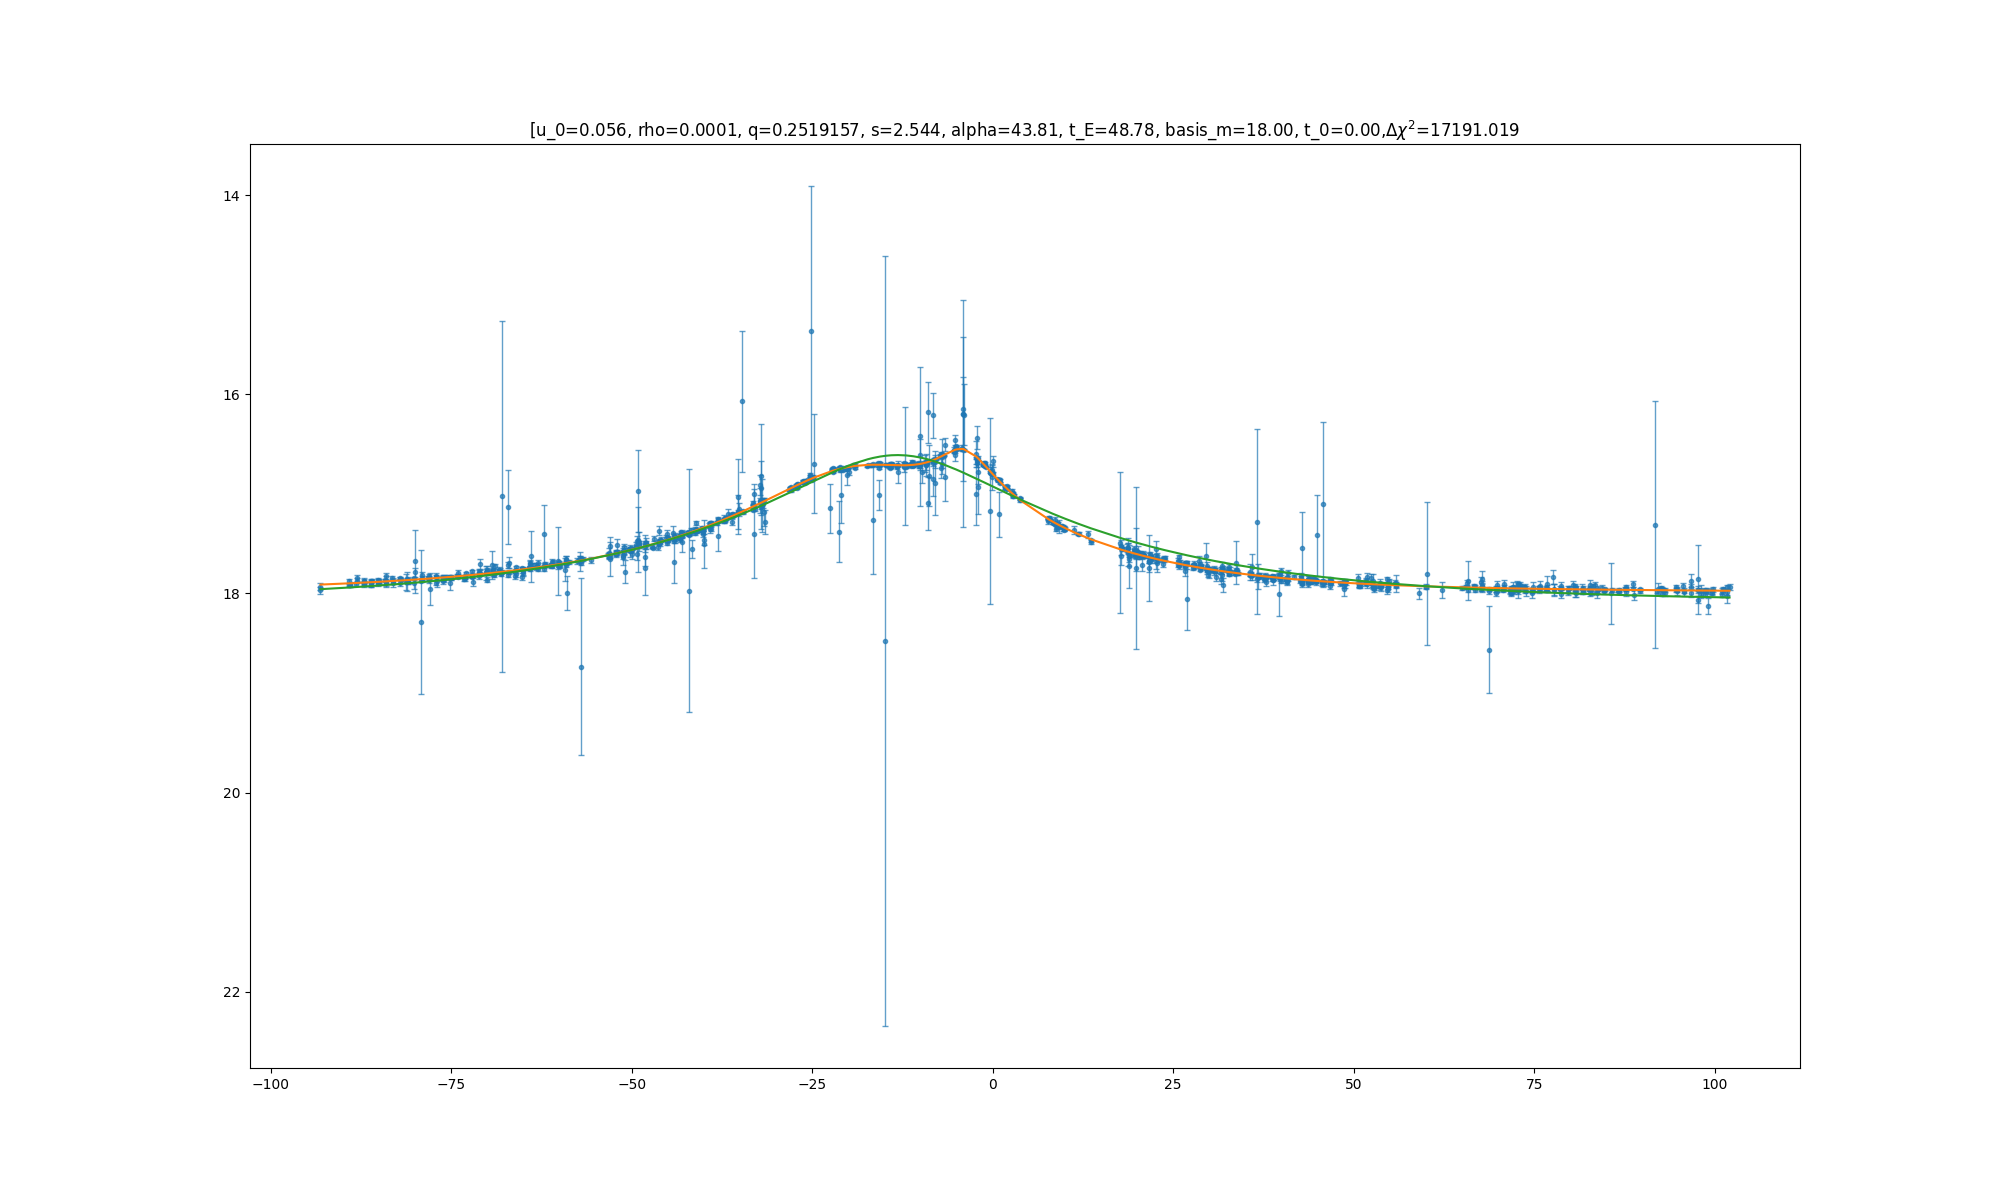 [u_0=0.056, rho=0.0001, q=0.2519157, s=2.544, alpha=43.81, t_E=48.78, basis_m=18.00, t_0=0.00,Δχ²=17191.019
14
16
18
20
22
−100 −75 −50 −25 0 25 50 75 100